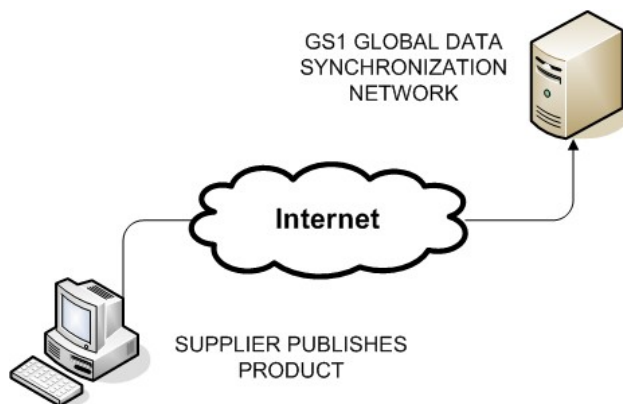 GS1 GLOBAL DATA
SYNCHRONIZATION
NETWORK
Internet
SUPPLIER PUBLISHES
PRODUCT